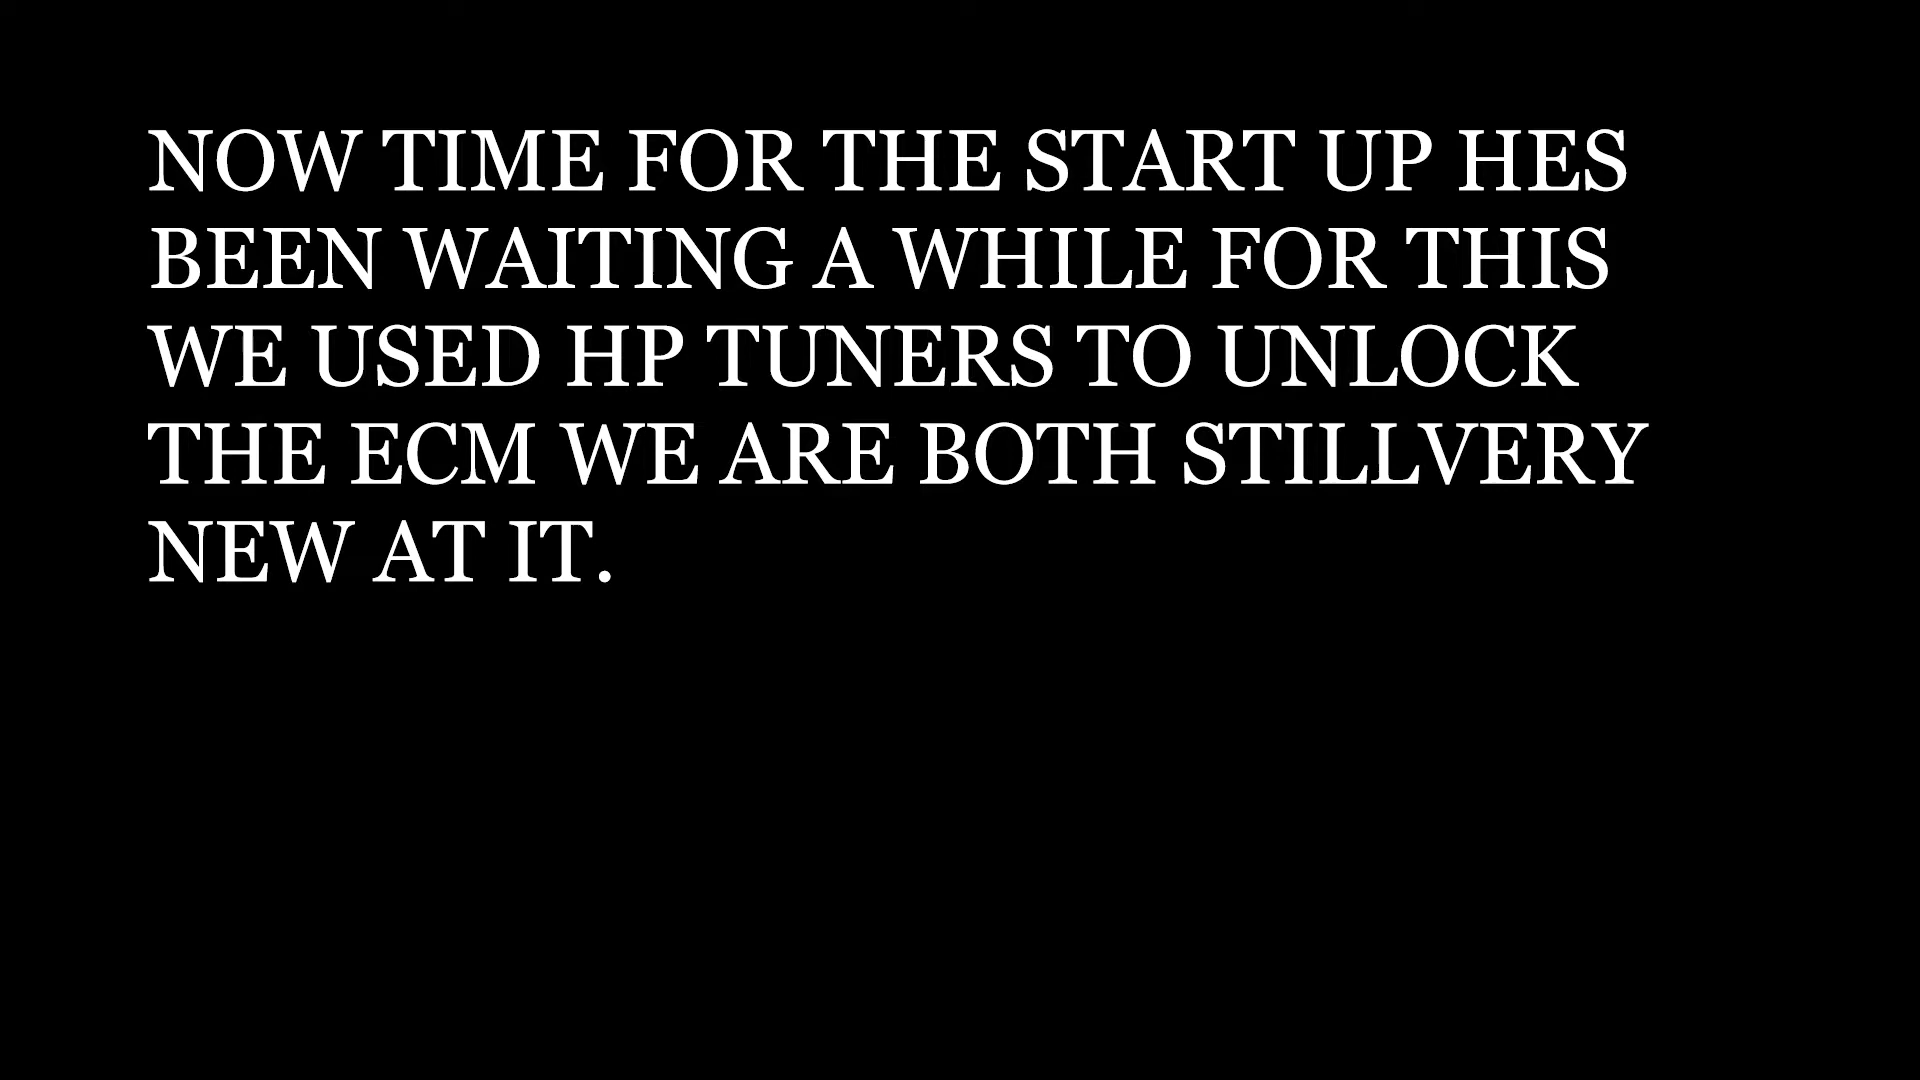 NOW TIME FOR THE START UP HES
BEEN WAITING A WHILE FOR THIS
WE USED HP TUNERS TO UNLOCK
THE ECM WE ARE BOTH STILLVERY
NEW AT IT.